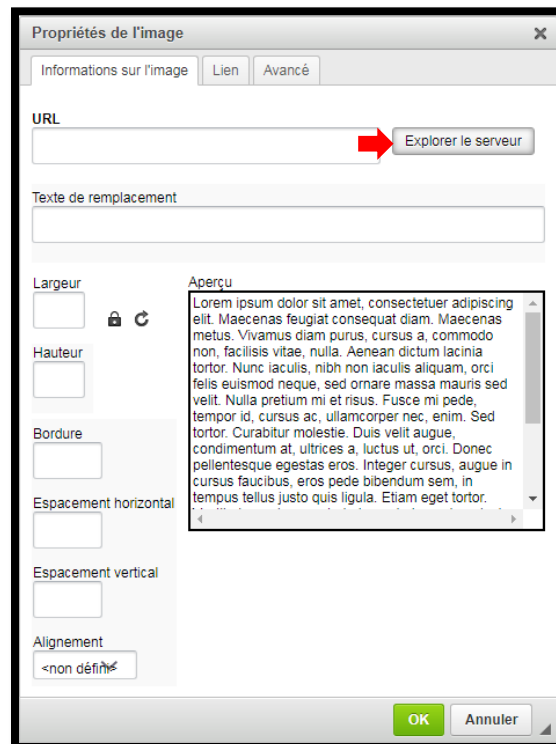 Propriétés de l'image
Informations sur l'image Lien Avancé
URL
Explorer le serveur
Texte de remplacement
Largeur
Aperçu
Lorem ipsum dolor sit amet, consectetuer adipiscing
elit. Maecenas feugiat consequat diam. Maecenas
metus. Vivamus diam purus, cursus a, commodo
non, facilisis vitae, nulla. Aenean dictum lacinia
tortor. Nunc iaculis, nibh non iaculis aliquam, orci
felis euismod neque, sed ornare massa mauris sed
velit. Nulla pretium mi et risus. Fusce mi pede,
tempor id, cursus ac, ullamcorper nec, enim. Sed
tortor. Curabitur molestie. Duis velit augue,
condimentum at, ultrices a, luctus ut, orci. Donec
pellentesque egestas eros. Integer cursus, augue in
cursus faucibus, eros pede bibendum sem, in
tempus tellus justo quis ligula. Etiam eget tortor.
Hauteur
Bordure
Espacement horizontal
Espacement vertical
Alignement
<non défini>
OK Annuler